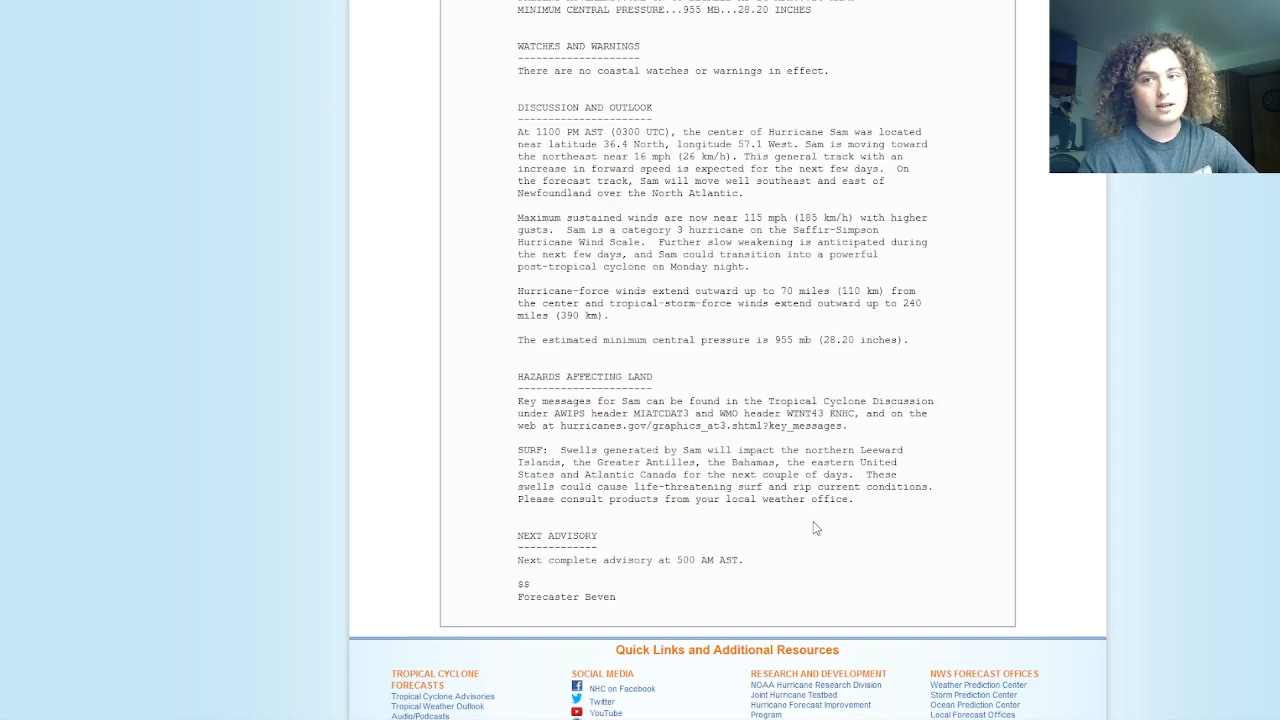 MINIMUM CENTRAL PRESSURE...955 MB...28.20 INCHES
WATCHES AND WARNINGS
--------------------
There are no coastal watches or warnings in effect.
DISCUSSION AND OUTLOOK
----------------------
At 1100 PM AST (0300 UTC), the center of Hurricane Sam was located
near latitude 36.4 North, longitude 57.1 West. Sam is moving toward
the northeast near 16 mph (26 km/h). This general track with an
increase in forward speed is expected for the next few days.  On
the forecast track, Sam will move well southeast and east of
Newfoundland over the North Atlantic.
Maximum sustained winds are now near 115 mph (185 km/h) with higher
gusts.  Sam is a category 3 hurricane on the Saffir-Simpson
Hurricane Wind Scale.  Further slow weakening is anticipated during
the next few days, and Sam could transition into a powerful
post-tropical cyclone on Monday night.
Hurricane-force winds extend outward up to 70 miles (110 km) from
the center and tropical-storm-force winds extend outward up to 240
miles (390 km).
The estimated minimum central pressure is 955 mb (28.20 inches).
HAZARDS AFFECTING LAND
----------------------
Key messages for Sam can be found in the Tropical Cyclone Discussion
under AWIPS header MIATCDAT3 and WMO header WTNT43 KNHC, and on the
web at hurricanes.gov/graphics_at3.shtml?key_messages.
SURF:  Swells generated by Sam will impact the northern Leeward
Islands, the Greater Antilles, the Bahamas, the eastern United
States and Atlantic Canada for the next couple of days.  These
swells could cause life-threatening surf and rip current conditions.
Please consult products from your local weather office.
NEXT ADVISORY
-------------
Next complete advisory at 500 AM AST.
$$
Forecaster Beven
Quick Links and Additional Resources
TROPICAL CYCLONE
FORECASTS
Tropical Cyclone Advisories
Tropical Weather Outlook
Audio/Podcasts
SOCIAL MEDIA
NHC on Facebook
Twitter
YouTube
RESEARCH AND DEVELOPMENT
NOAA Hurricane Research Division
Joint Hurricane Testbed
Hurricane Forecast Improvement
Program
NWS FORECAST OFFICES
Weather Prediction Center
Storm Prediction Center
Ocean Prediction Center
Local Forecast Offices